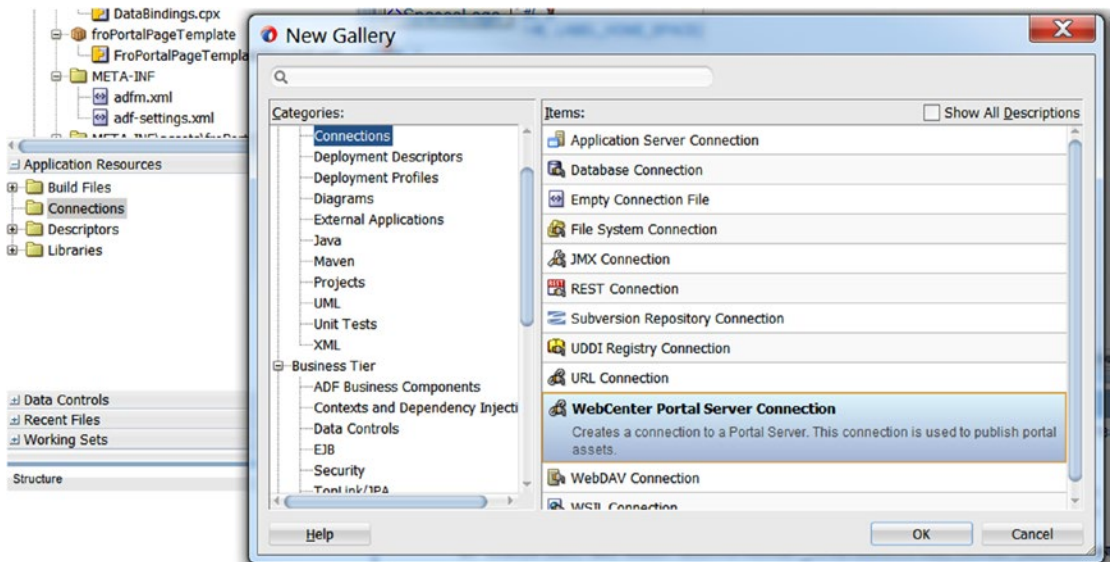 DataBindings.cpx
froPortalPageTemplate
FroPortalPageTempla
META-INF
adfm.xml
adf-settings.xml
Application Resources
Build Files
Connections
Descriptors
Libraries
Data Controls
Recent Files
Working Sets
Structure
New Gallery
Categories:
Connections
Deployment Descriptors
Deployment Profiles
Diagrams
External Applications
Java
Maven
Projects
UML
Unit Tests
XML
Business Tier
ADF Business Components
Contexts and Dependency Injecti
Data Controls
EJB
Security
TopLink/JPA
Items:
Show All Descriptions
Application Server Connection
Database Connection
Empty Connection File
File System Connection
JMX Connection
REST Connection
Subversion Repository Connection
UDDI Registry Connection
URL Connection
WebCenter Portal Server Connection
Creates a connection to a Portal Server. This connection is used to publish portal
assets.
WebDAV Connection
WSIL Connection
Help
OK
Cancel